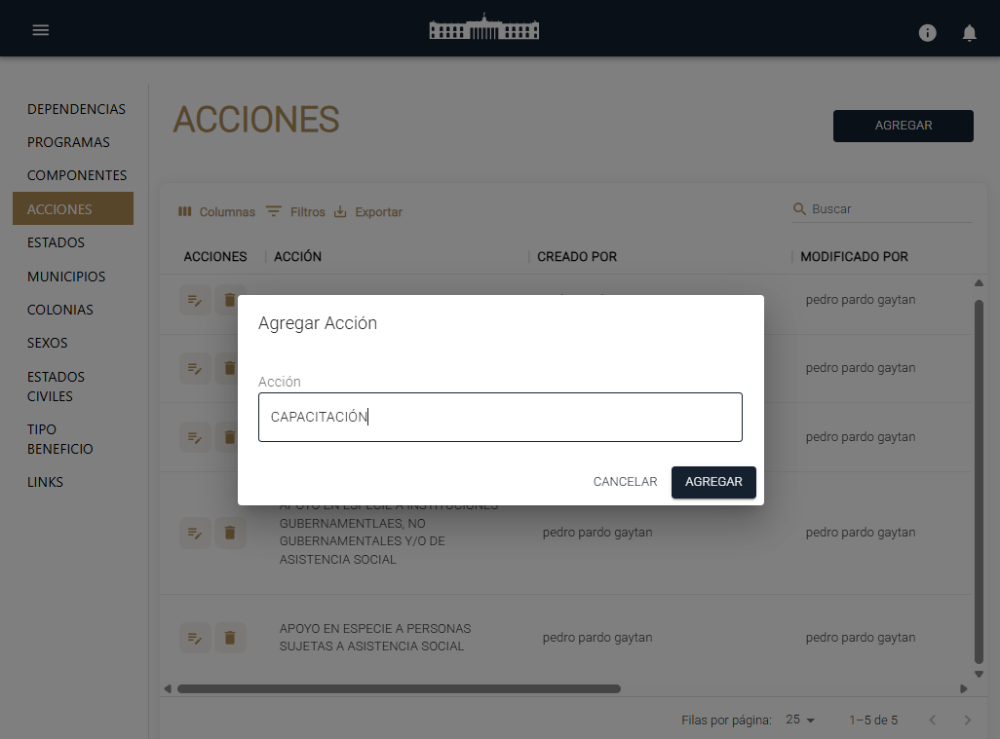 DEPENDENCIAS
PROGRAMAS
COMPONENTES
ACCIONES
ESTADOS
MUNICIPIOS
COLONIAS
SEXOS
ESTADOS
CIVILES
TIPO
BENEFICIO
LINKS
ACCIONES
AGREGAR
Columnas Filtros Exportar
Buscar
ACCIONES ACCIÓN CREADO POR MODIFICADO POR
pedro pardo gaytan
pedro pardo gaytan
pedro pardo gaytan
Agregar Acción
Acción
CAPACITACIÓN
CANCELAR AGREGAR
APOYO EN ESPECIE A INSTITUCIONES
GUBERNAMENTLAES, NO
GUBERNAMENTALES Y/O DE
ASISTENCIA SOCIAL
pedro pardo gaytan pedro pardo gaytan
APOYO EN ESPECIE A PERSONAS
SUJETAS A ASISTENCIA SOCIAL
pedro pardo gaytan pedro pardo gaytan
Filas por página: 25 1–5 de 5